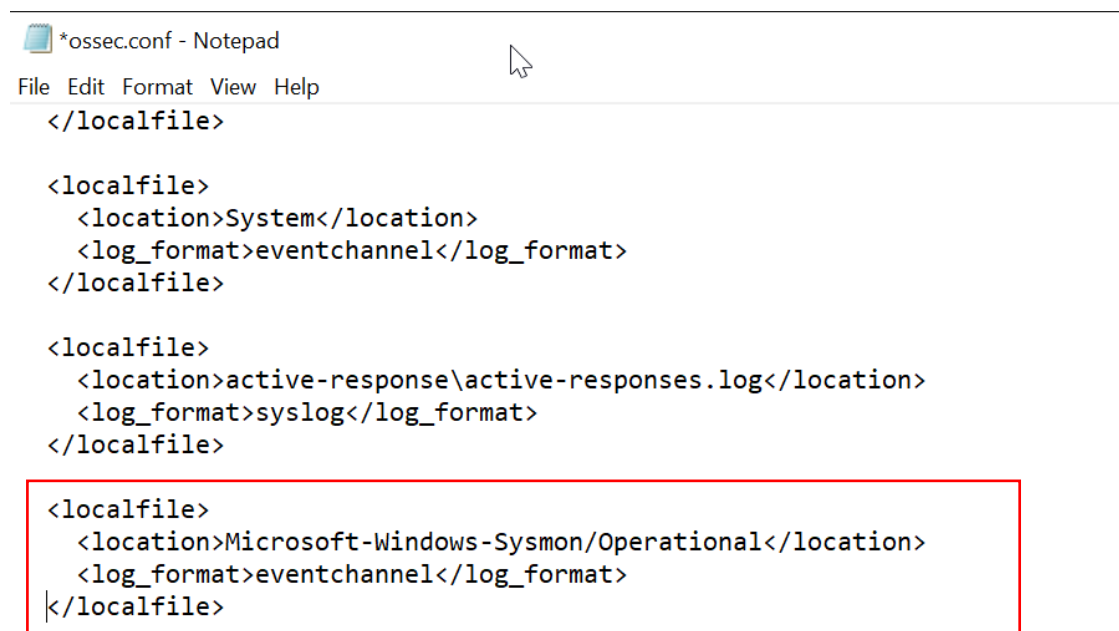 *ossec.conf - Notepad
File Edit Format View Help
</localfile>
<localfile>
<location>System</location>
<log_format>eventchannel</log_format>
</localfile>
<localfile>
<location>active-response\active-responses.log</location>
<log_format>syslog</log_format>
</localfile>
<localfile>
<location>Microsoft-Windows-Sysmon/Operational</location>
<log_format>eventchannel</log_format>
</localfile>